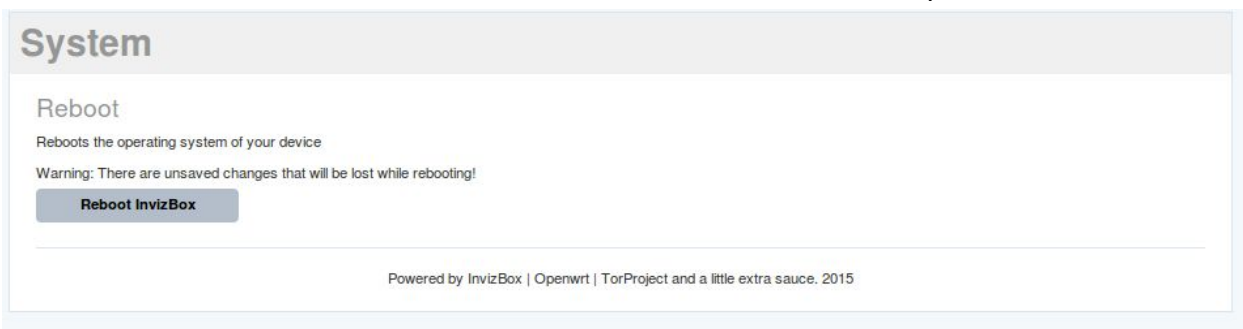 System
Reboot
Reboots the operating system of your device
Warning: There are unsaved changes that will be lost while rebooting!
Reboot InvizBox
Powered by InvizBox | Openwrt | TorProject and a little extra sauce. 2015